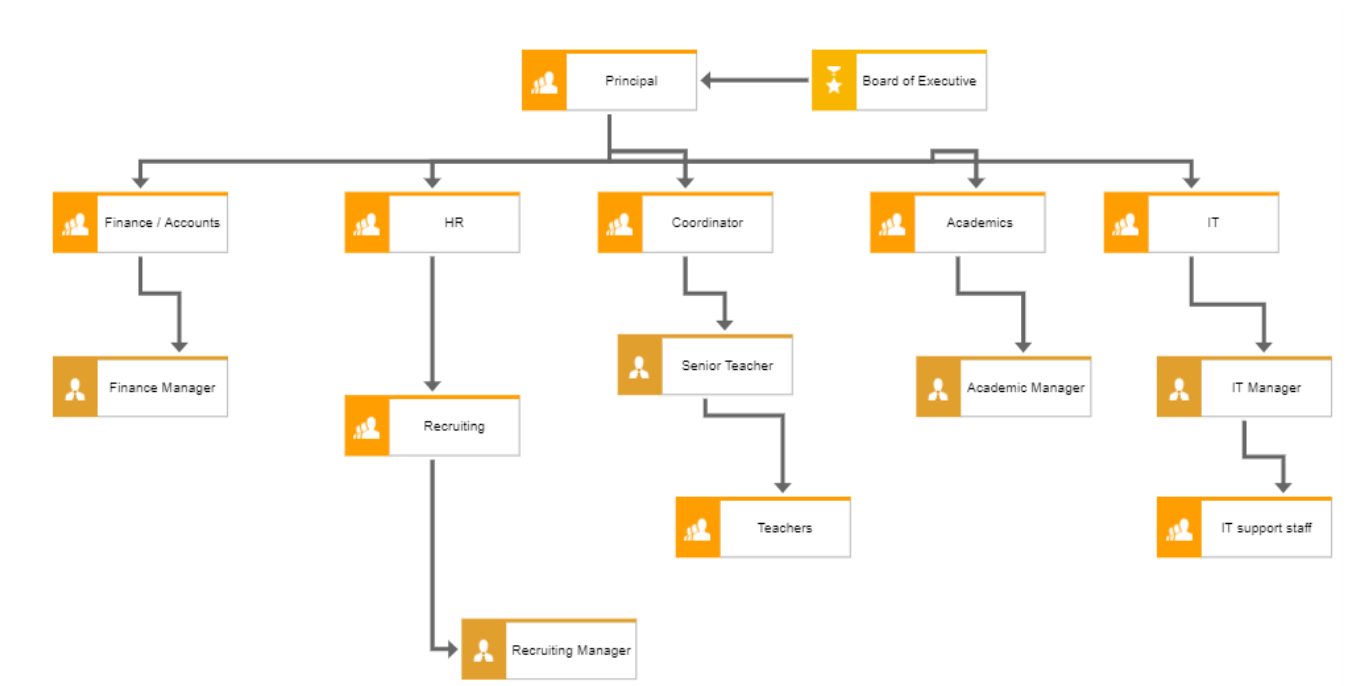 Principal
Board of Executive
Finance / Accounts
HR
Coordinator
Academics
IT
Finance Manager
Senior Teacher
Academic Manager
IT Manager
Recruiting
Teachers
IT support staff
Recruiting Manager